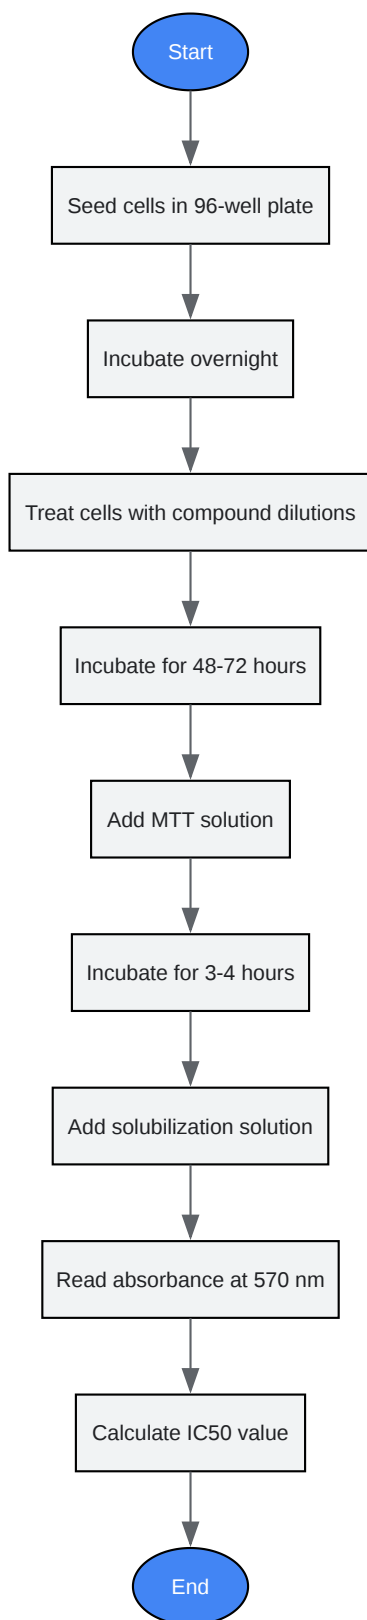 Start
Seed cells in 96-well plate
Incubate overnight
Treat cells with compound dilutions
Incubate for 48-72 hours
Add MTT solution
Incubate for 3-4 hours
Add solubilization solution
Read absorbance at 570 nm
Calculate IC50 value
End